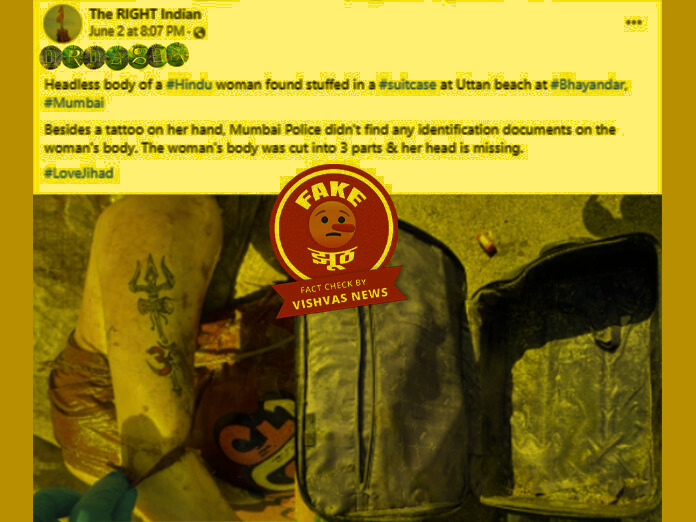 The RIGHT Indian
June 2 at 8:07 PM ·
Headless body of a #Hindu woman found stuffed in a #suitcase at Uttan beach at #Bhayandar,
#Mumbai
Besides a tattoo on her hand, Mumbai Police didn't find any identification documents on the
woman's body. The woman's body was cut into 3 parts & her head is missing.
#LoveJihad
FAKE
झूठ
FACT CHECK BY
VISHVAS NEWS
ॐ